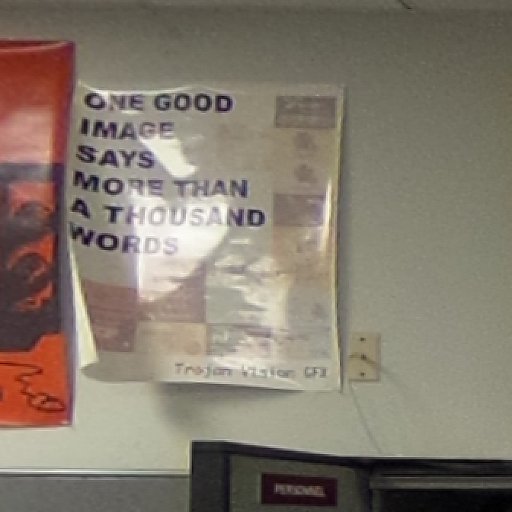 ONE GOOD
IMAGE
SAYS
MORE THAN
A THOUSAND
WORDS
Trojan Vision GFX
PERSONNEL